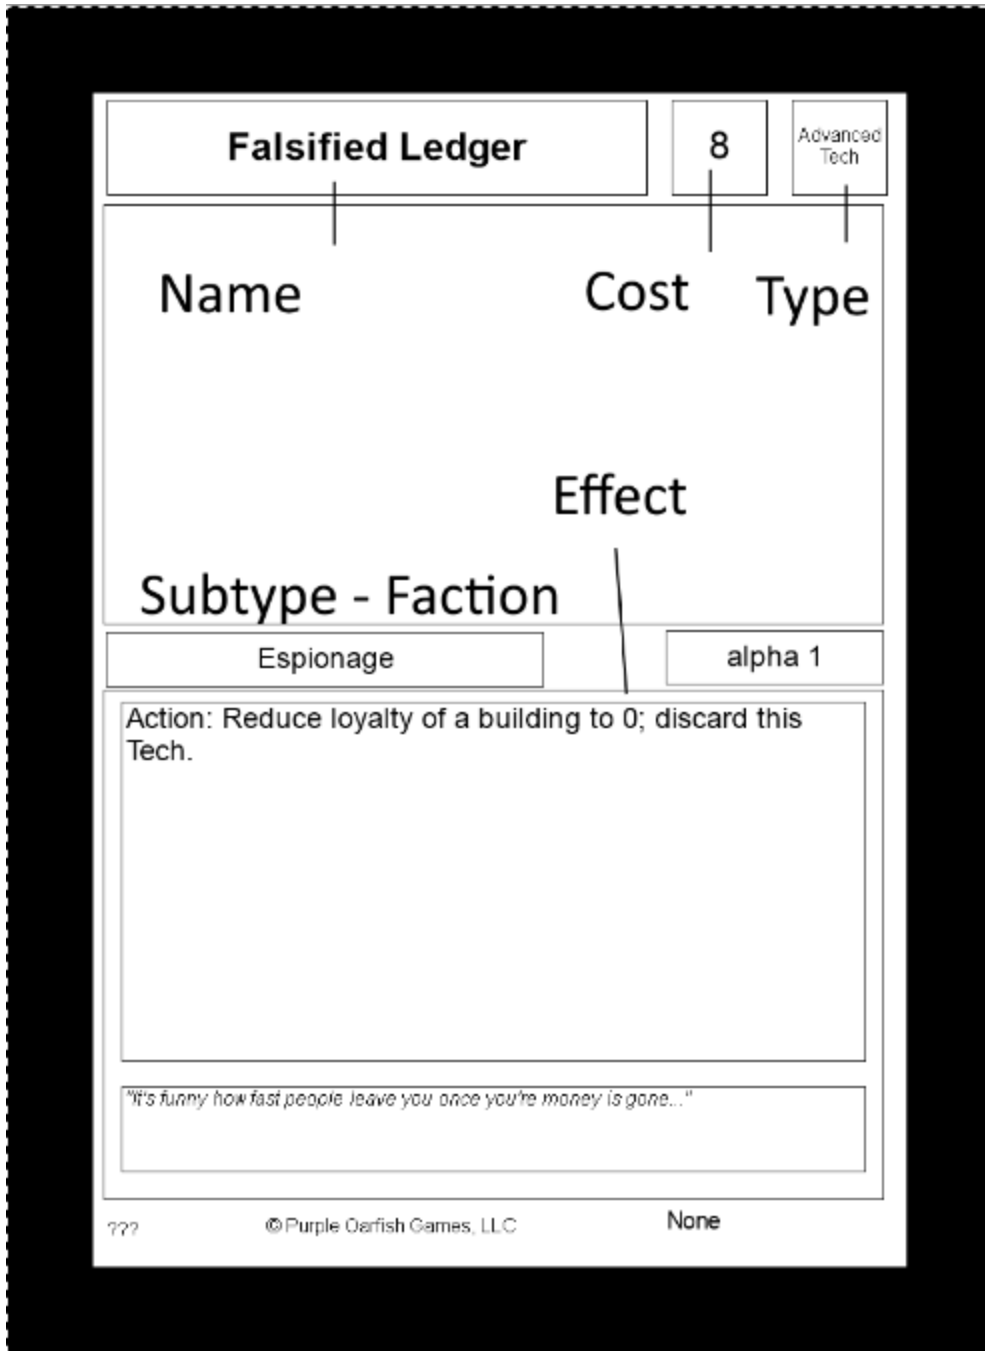 Falsified Ledger
8
Advanced
Tech
Name
Cost
Type
Effect
Subtype - Faction
Espionage
alpha 1
Action: Reduce loyalty of a building to 0; discard this
Tech.
"It's funny how fast people leave you once you're money is gone..."
???
© Purple Oarfish Games, LLC
None